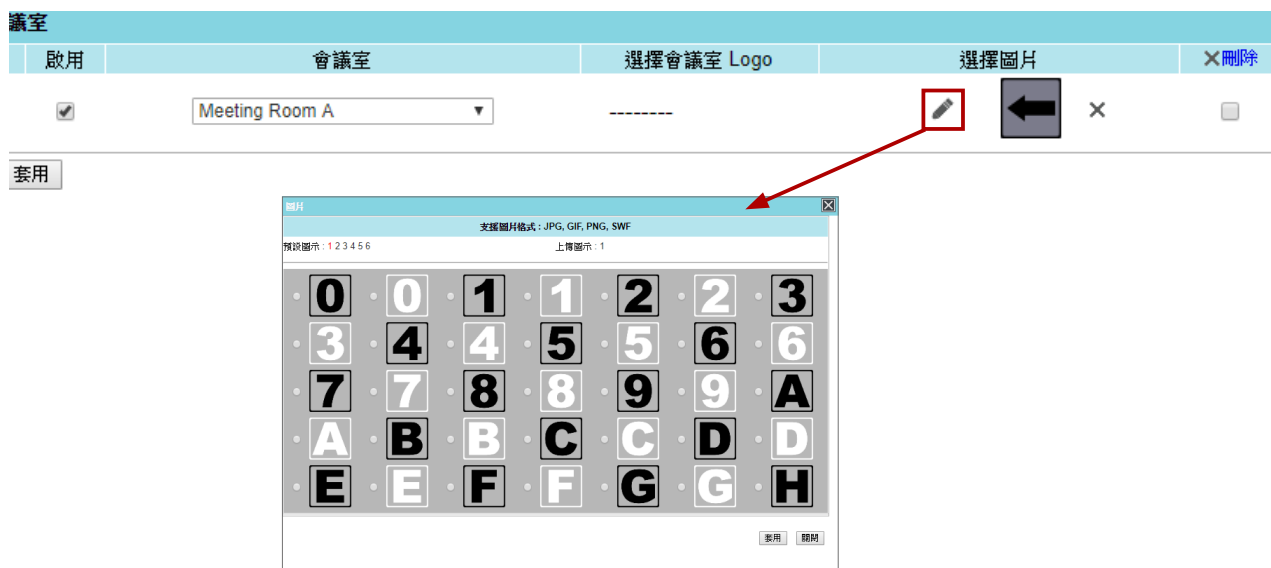 議室
啟用 會議室 選擇會議室 Logo 選擇圖片 ✕刪除
Meeting Room A --------
套用
圖片
支援圖片格式 : JPG, GIF, PNG, SWF
預設圖示 : 1 2 3 4 5 6 上傳圖示 : 1
0 0 1 1 2 2 3
3 4 4 5 5 6 6
7 7 8 8 9 9 A
A B B C C D D
E E F F G G H
套用 關閉